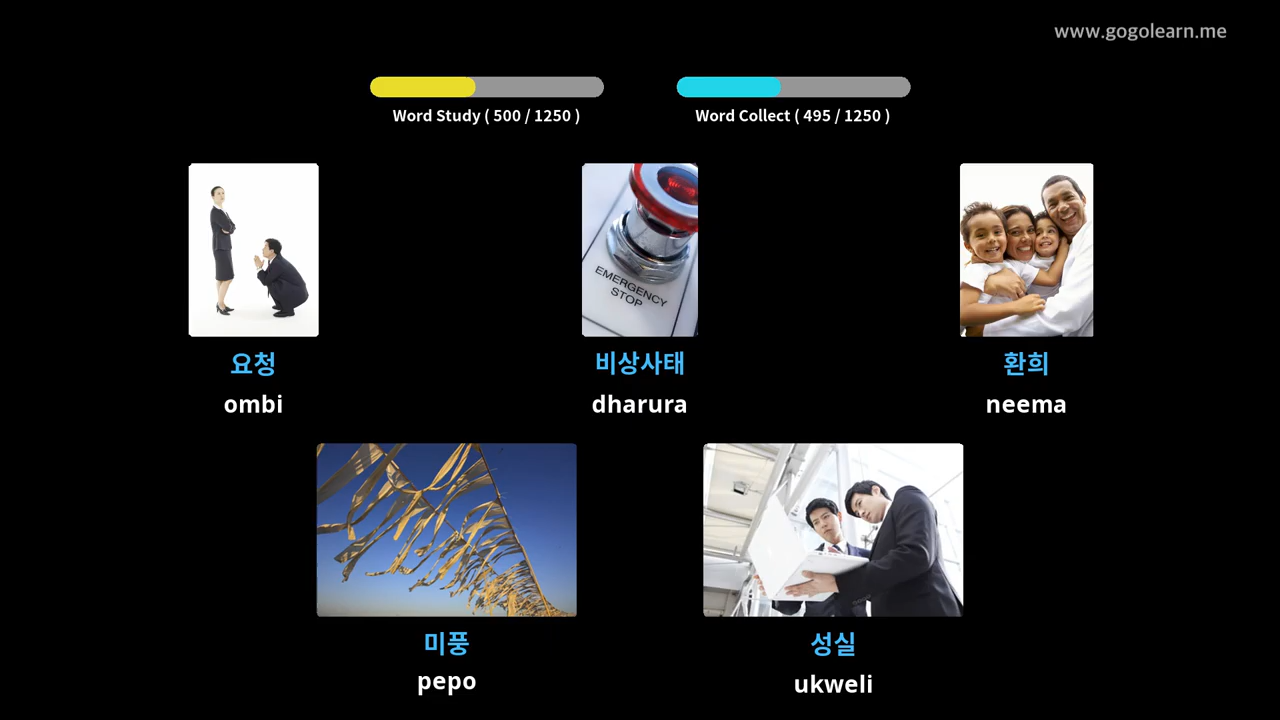 www.gogolearn.me
Word Study ( 500 / 1250 )
Word Collect ( 495 / 1250 )
EMERGENCY
STOP
요청
비상사태
환희
ombi
dharura
neema
미풍
성실
pepo
ukweli